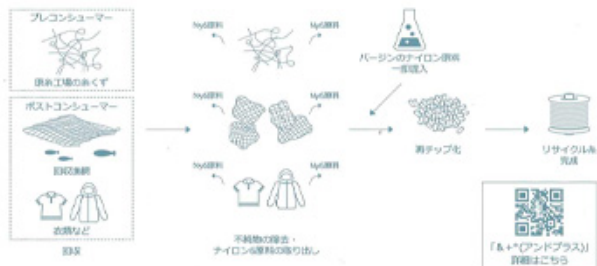 プレコンシューマー
原糸工場の糸くず
ポストコンシューマー
回収漁網
衣類など
回収
Ny6原料
Ny6原料
Ny6原料
Ny6原料
Ny6原料
Ny6原料
不純物の除去・
ナイロン6原料の取り出し
バージンのナイロン原料
一部混入
再チップ化
リサイクル糸
完成
「&+®(アンドプラス)」
詳細はこちら